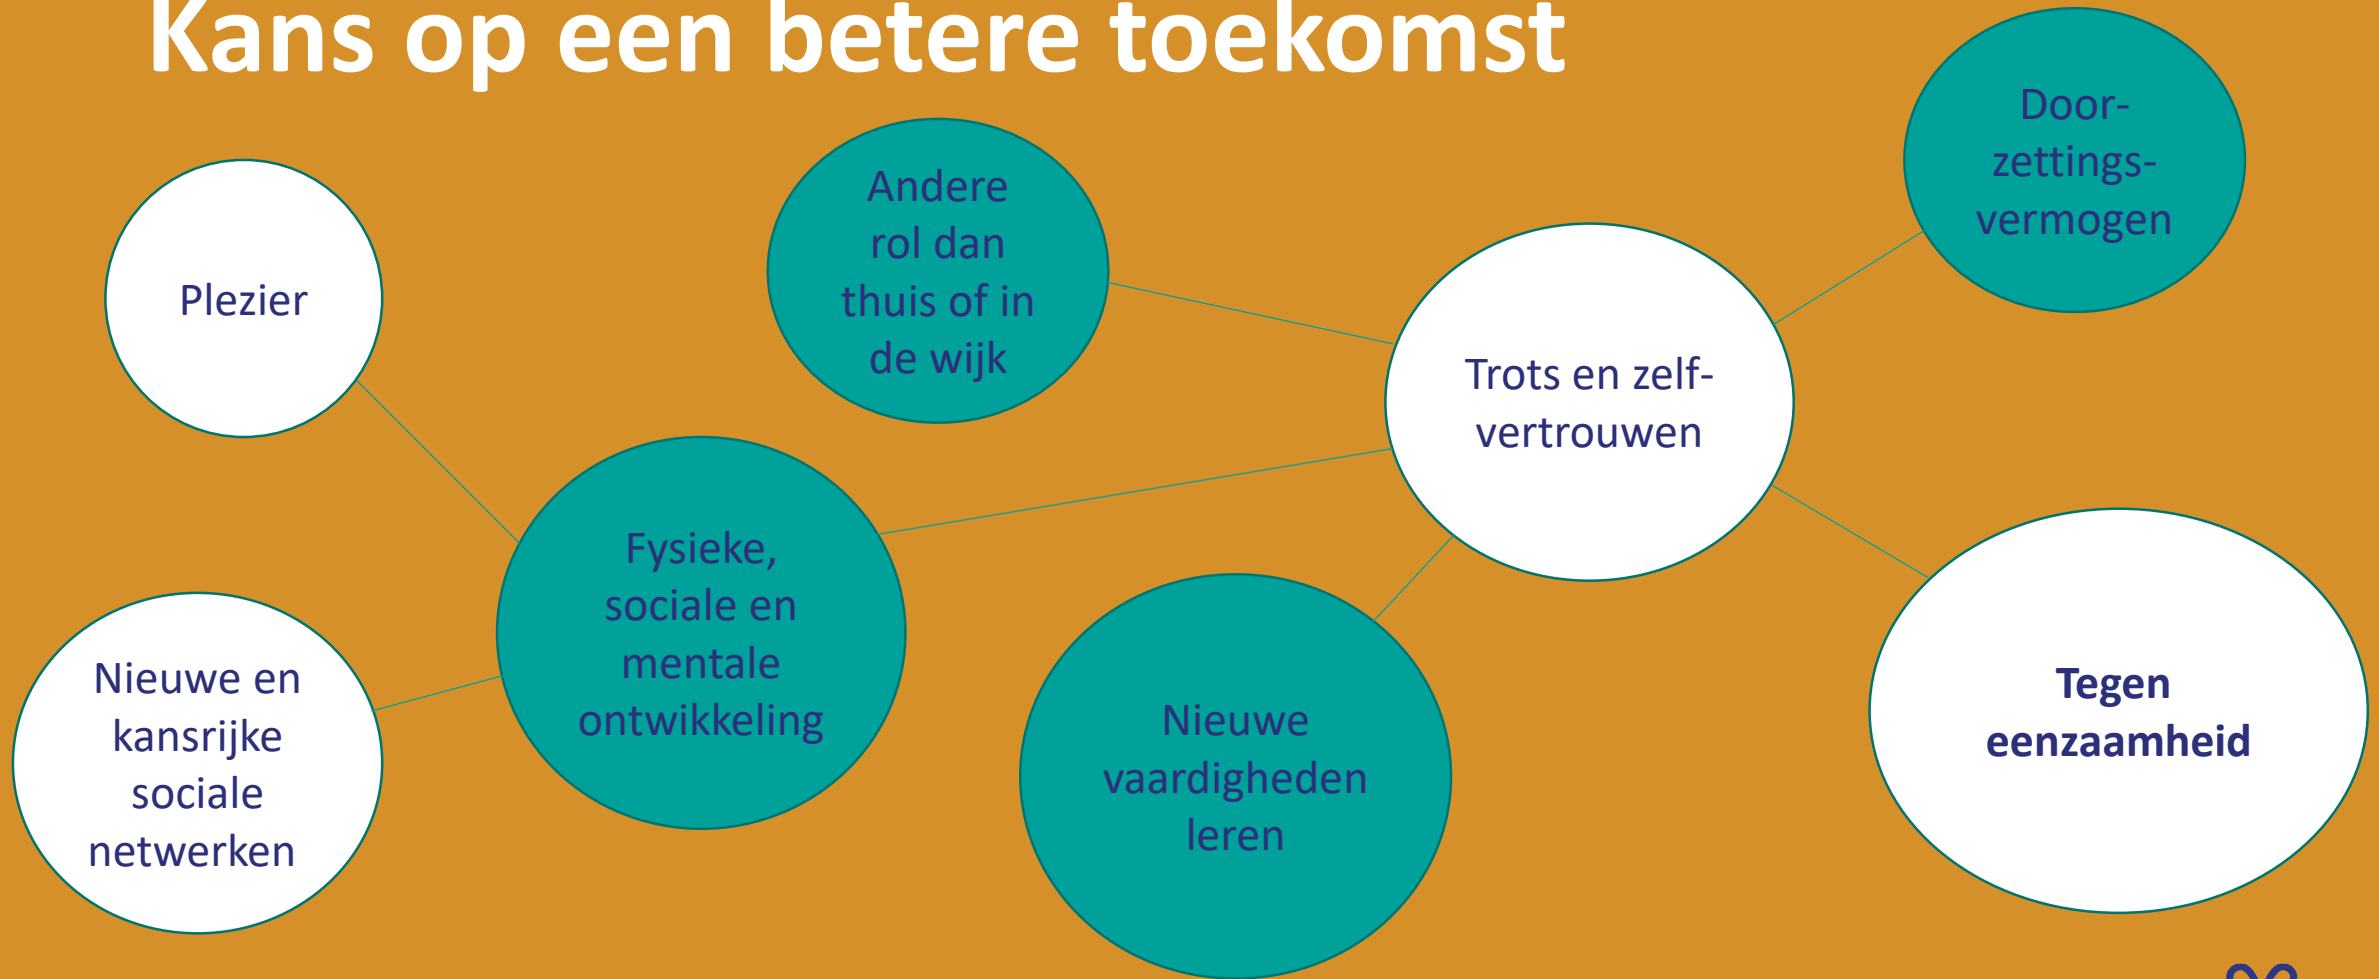 Kans op een betere toekomst
Plezier
Andere
rol dan
thuis of in
de wijk
Door-
zettings-
vermogen
Trots en zelf-
vertrouwen
Fysieke,
sociale en
mentale
ontwikkeling
Nieuwe en
kansrijke
sociale
netwerken
Nieuwe
vaardigheden
leren
Tegen
eenzaamheid